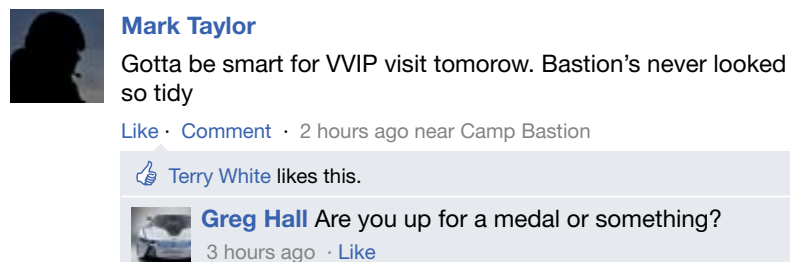 Mark Taylor
Gotta be smart for VVIP visit tomorow. Bastion’s never looked
so tidy
Like · Comment · 2 hours ago near Camp Bastion
Terry White likes this.
Greg Hall Are you up for a medal or something?
3 hours ago · Like